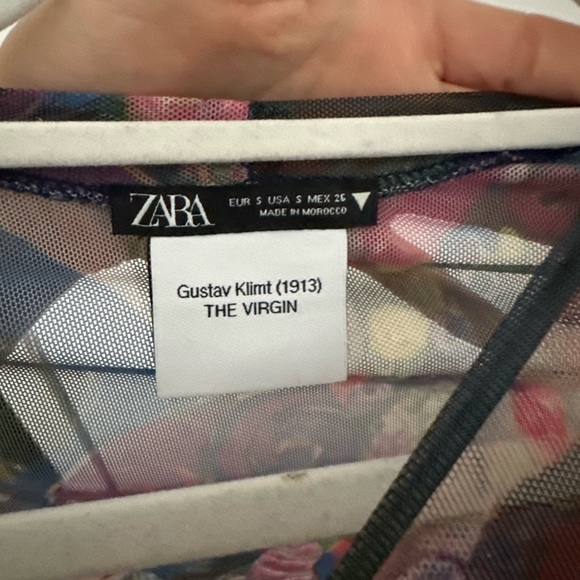 ZARA
EUR S USA S MEX 26
MADE IN MOROCCO
Gustav Klimt (1913)
THE VIRGIN